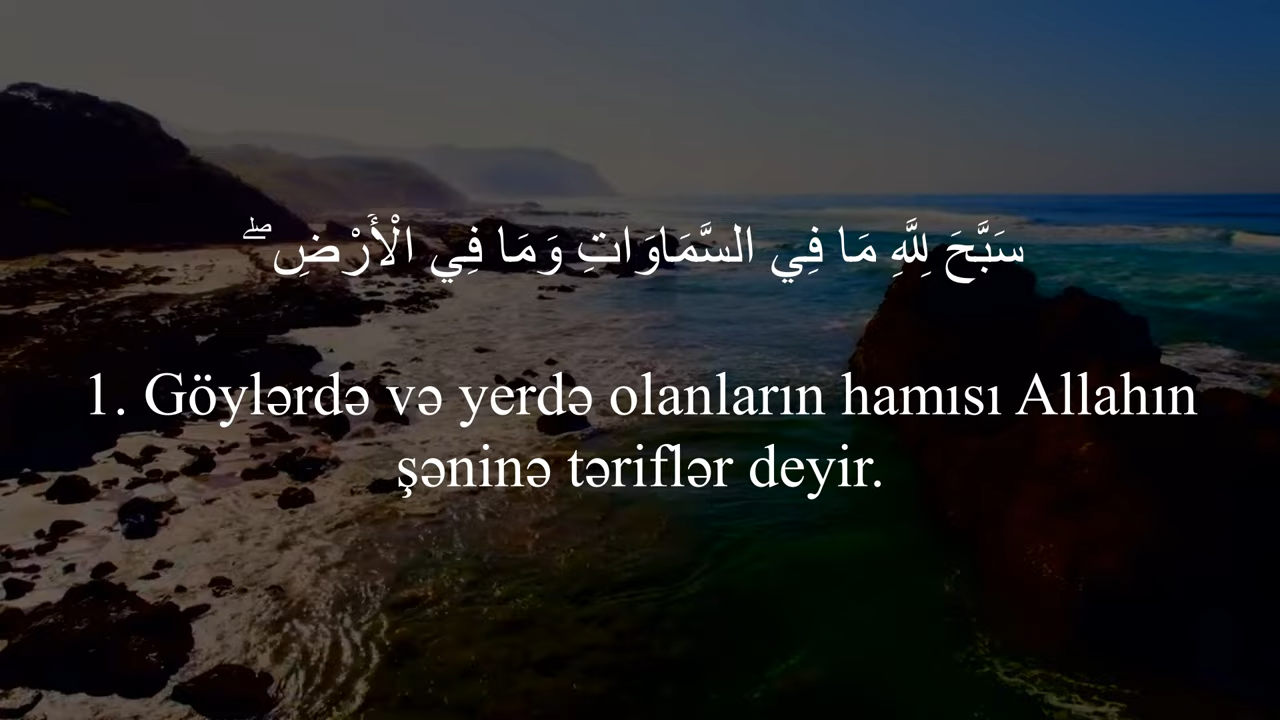 سَبَّحَ لِلَّهِ مَا فِي السَّمَاوَاتِ وَمَا فِي الْأَرْضِ ۖ
1. Göylərdə və yerdə olanların hamısı Allahın
şəninə təriflər deyir.